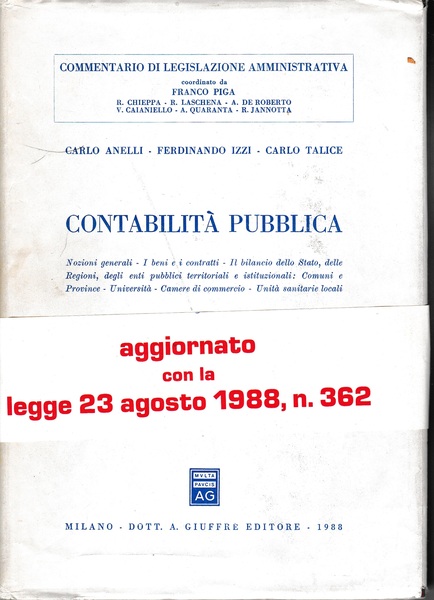 COMMENTARIO DI LEGISLAZIONE AMMINISTRATIVA
coordinato da
FRANCO PIGA
R. CHIEPPA - R. LASCHENA - A. DE ROBERTO
V. CAIANIELLO - A. QUARANTA - R. JANNOTTA
CARLO ANELLI - FERDINANDO IZZI - CARLO TALICE
CONTABILITÀ PUBBLICA
Nozioni generali - I beni e i contratti - Il bilancio dello Stato, delle
Regioni, degli enti pubblici territoriali e istituzionali: Comuni e
Province - Università - Camere di commercio - Unità sanitarie locali
aggiornato
con la
legge 23 agosto 1988, n. 362
MVLTA
PAVCIS
AG
MILANO - DOTT. A. GIUFFRÈ EDITORE - 1988